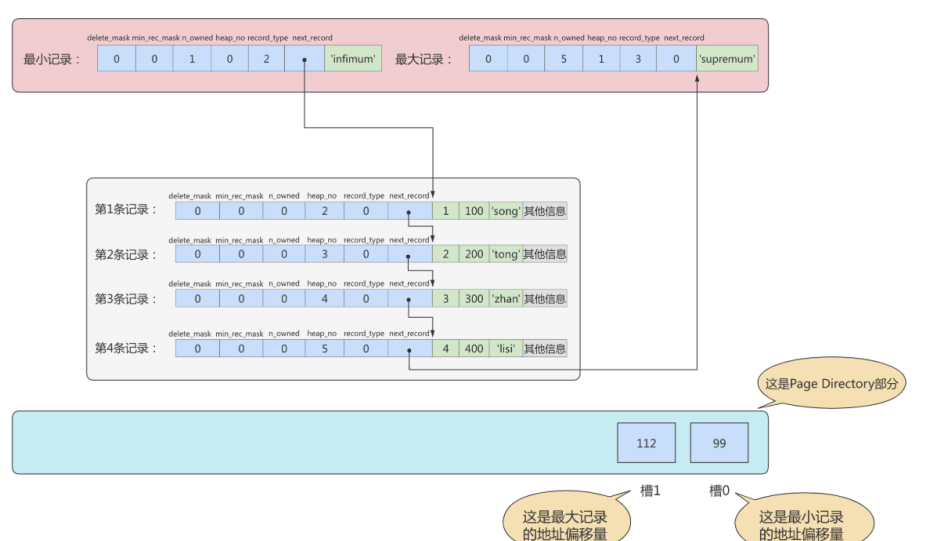 delete_mask min_rec_mask n_owned heap_no record_type next_record
最小记录： 0 0 1 0 2 'infimum'
delete_mask min_rec_mask n_owned heap_no record_type next_record
最大记录： 0 0 5 1 3 0 'supremum'
delete_mask min_rec_mask n_owned heap_no record_type next_record
第1条记录： 0 0 0 2 0 1 100 'song' 其他信息
delete_mask min_rec_mask n_owned heap_no record_type next_record
第2条记录： 0 0 0 3 0 2 200 'tong' 其他信息
delete_mask min_rec_mask n_owned heap_no record_type next_record
第3条记录： 0 0 0 4 0 3 300 'zhan' 其他信息
delete_mask min_rec_mask n_owned heap_no record_type next_record
第4条记录： 0 0 0 5 0 4 400 'lisi' 其他信息
这是Page Directory部分
112 99
槽1 槽0
这是最大记录
的地址偏移量
这是最小记录
的地址偏移量